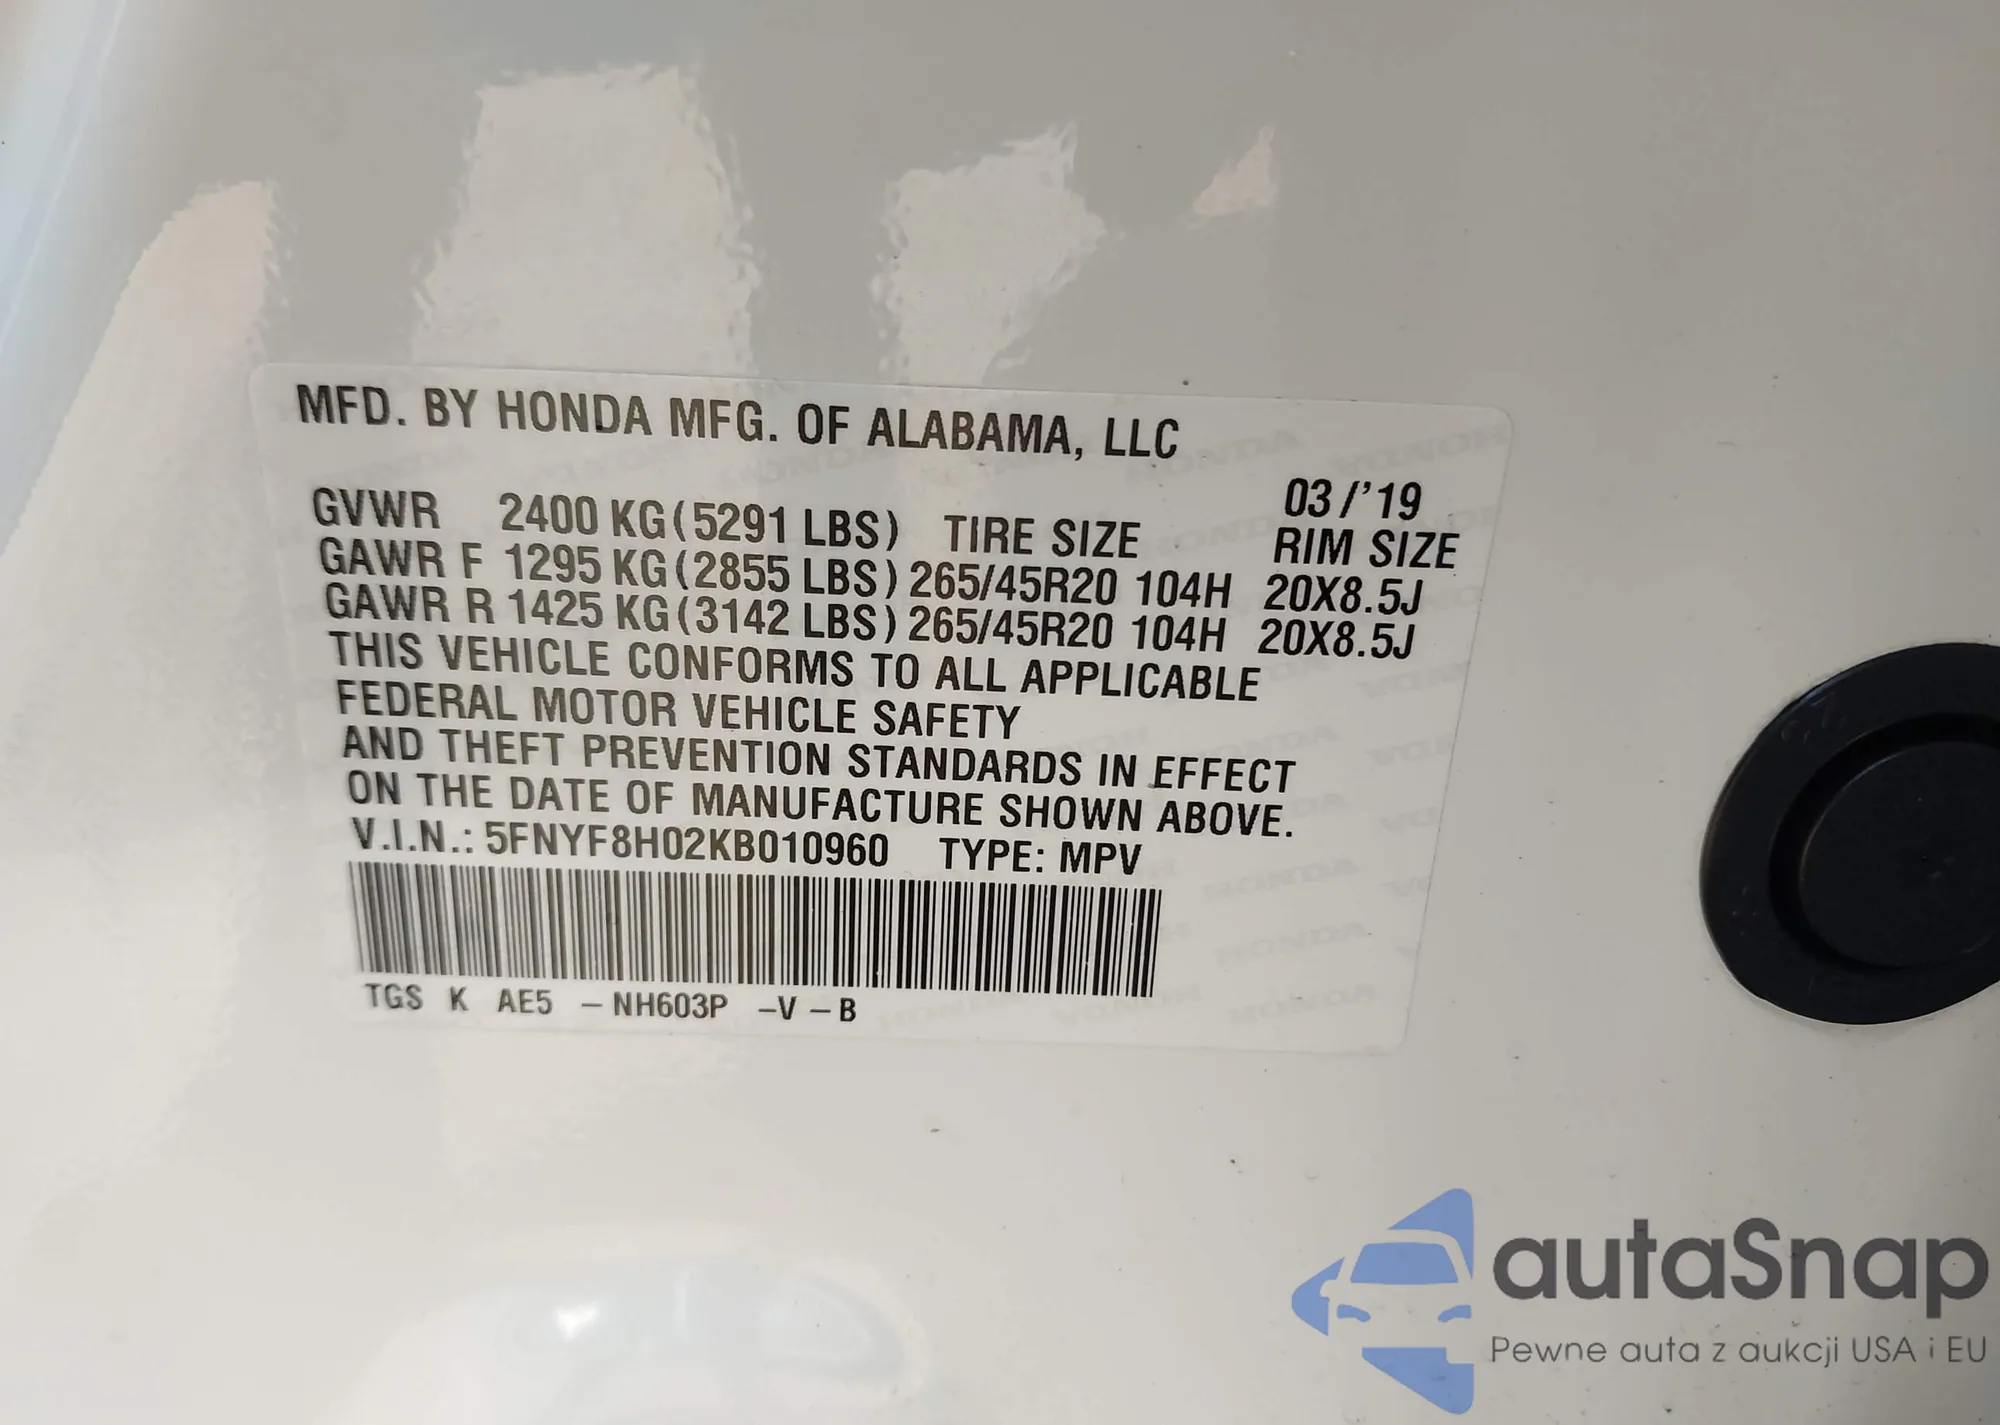 MFD. BY HONDA MFG. OF ALABAMA, LLC
03/'19
GVWR 2400 KG(5291 LBS) TIRE SIZE RIM SIZE
GAWR F 1295 KG(2855 LBS) 265/45R20 104H 20X8.5J
GAWR R 1425 KG(3142 LBS) 265/45R20 104H 20X8.5J
THIS VEHICLE CONFORMS TO ALL APPLICABLE
FEDERAL MOTOR VEHICLE SAFETY
AND THEFT PREVENTION STANDARDS IN EFFECT
ON THE DATE OF MANUFACTURE SHOWN ABOVE.
V.I.N.: 5FNYF8H02KB010960 TYPE: MPV
TGS K AE5 -NH603P -V-B
autaSnap
Pewne auta z aukcji USA i EU